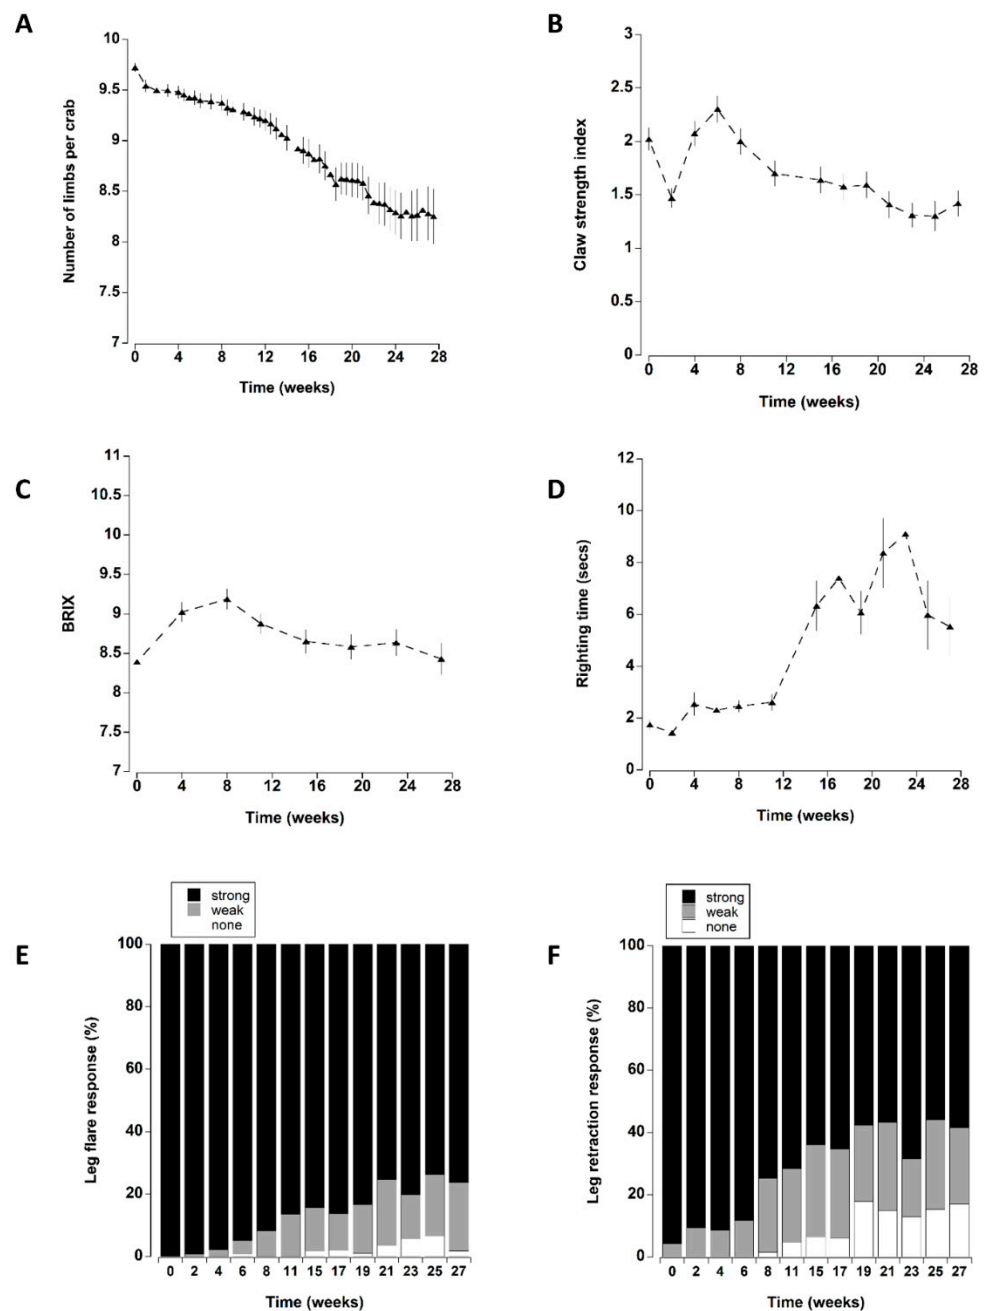 A
10
9.5
9
8.5
8
7
0 4 8 12 16 20 24 28
Number of limbs per crab
Time (weeks)
B
3
2.5
2
1.5
1
0.5
0
0 4 8 12 16 20 24 28
Claw strength index
Time (weeks)
C
11
10.5
10
9.5
9
8.5
8
7.5
7
0 4 8 12 16 20 24 28
BRIX
Time (weeks)
D
12
10
8
6
4
2
0
0 4 8 12 16 20 24 28
Righting time (secs)
Time (weeks)
E
strong
weak
none
100
80
60
40
20
0
0 2 4 6 8 11 15 17 19 21 23 25 27
Leg flare response (%)
Time (weeks)
F
strong
weak
none
100
80
60
40
20
0
0 2 4 6 8 11 15 17 19 21 23 25 27
Leg retraction response (%)
Time (weeks)